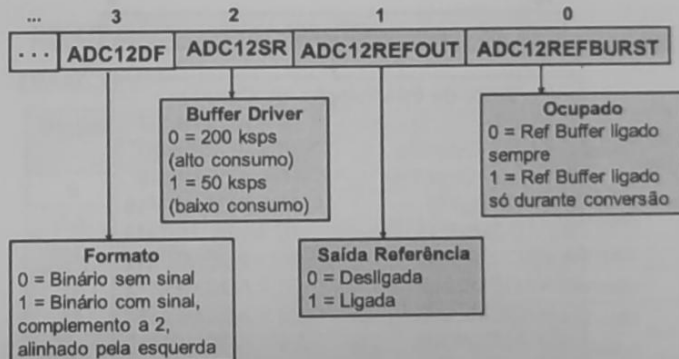 ... 3 2 1 0
... ADC12DF ADC12SR ADC12REFOUT ADC12REFBURST
Buffer Driver
0 = 200 ksps
(alto consumo)
1 = 50 ksps
(baixo consumo)
Ocupado
0 = Ref Buffer ligado
sempre
1 = Ref Buffer ligado
só durante conversão
Formato
0 = Binário sem sinal
1 = Binário com sinal,
complemento a 2,
alinhado pela esquerda
Saída Referência
0 = Desligada
1 = Ligada